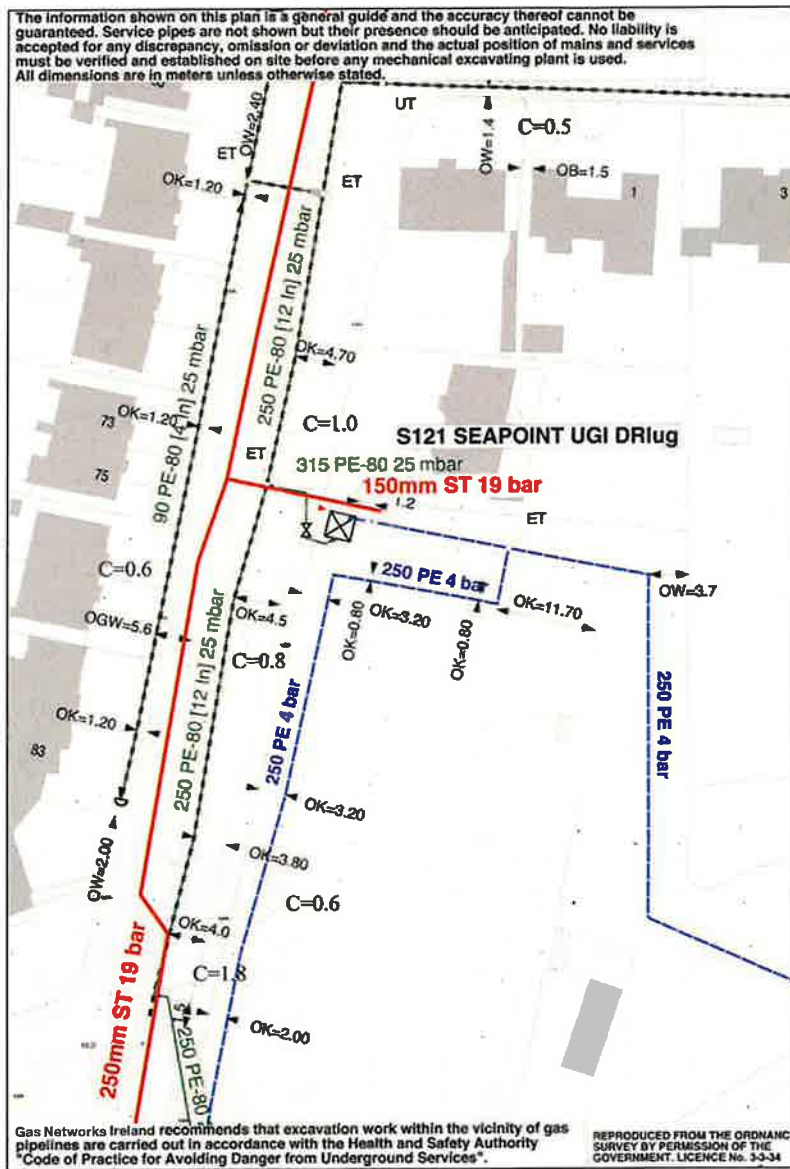 The information shown on this plan is a general guide and the accuracy thereof cannot be
guaranteed. Service pipes are not shown but their presence should be anticipated. No liability is
accepted for any discrepancy, omission or deviation and the actual position of mains and services
must be verified and established on site before any mechanical excavating plant is used.
All dimensions are in meters unless otherwise stated.
UT
OW=2.40
OW=1.4
C=0.5
ET
OK=1.20
ET
OB=1.5
1
3
250 PE-80 [12 In] 25 mbar
90 PE-80 [4 In] 25 mbar
OK=4.70
73
OK=1.20
C=1.0
S121 SEAPOINT UGI DRIug
ET
315 PE-80 25 mbar
75
150mm ST 19 bar
1.2
ET
C=0.6
250 PE 4 bar
OW=3.7
OK=4.5
OK=0.80
OK=3.20
OK=0.80
OK=11.70
OGW=5.6
C=0.8
250 PE-80 [12 In] 25 mbar
250 PE 4 bar
250 PE 4 bar
OK=1.20
83
OK=3.20
OW=2.00
OK=3.80
C=0.6
OK=4.0
C=1.8
250mm ST 19 bar
OK=2.00
250 PE-80
Gas Networks Ireland recommends that excavation work within the vicinity of gas
pipelines are carried out in accordance with the Health and Safety Authority
"Code of Practice for Avoiding Danger from Underground Services".
REPRODUCED FROM THE ORDNANC
SURVEY BY PERMISSION OF THE
GOVERNMENT. LICENCE No. 3-3-34